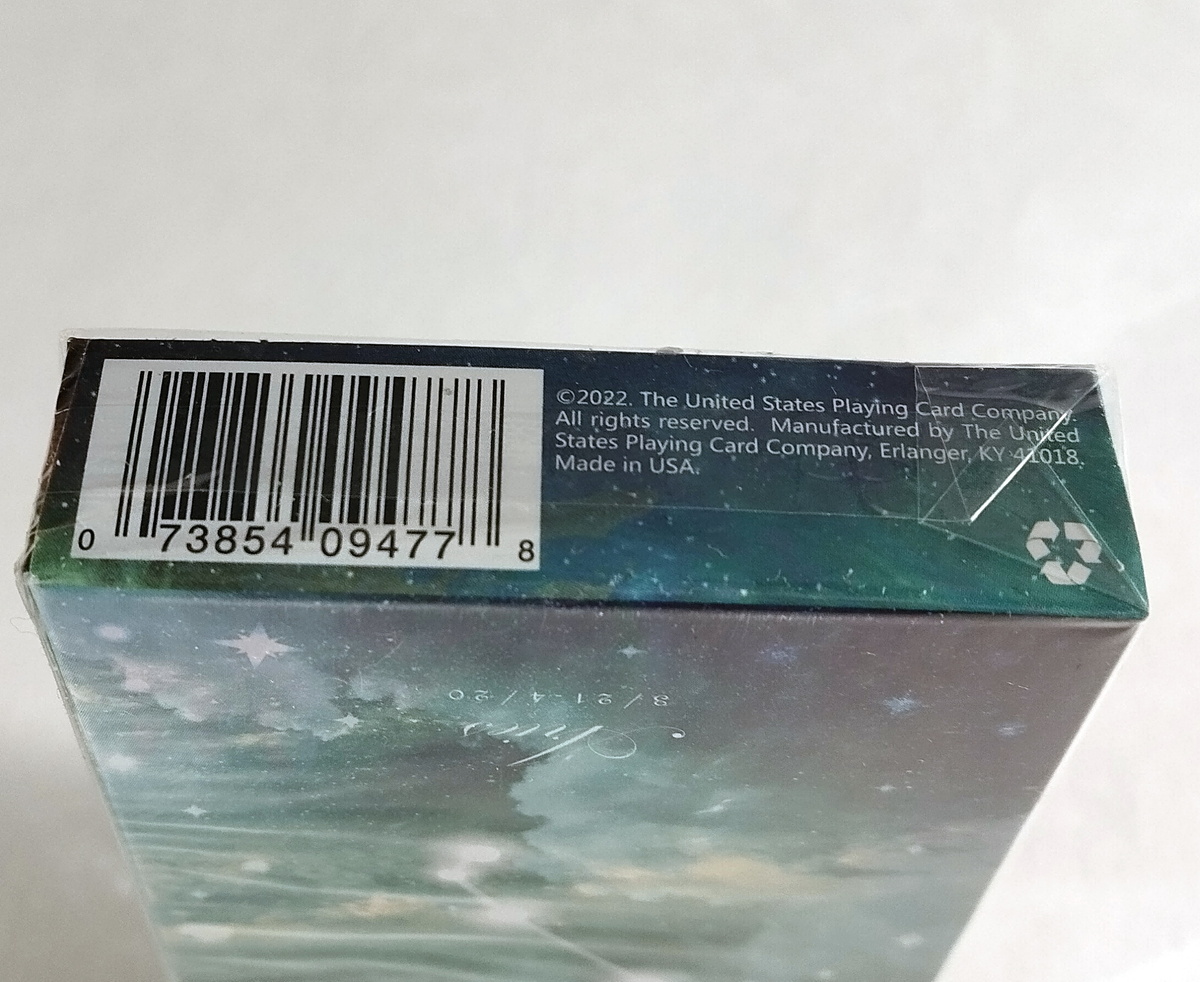 ©2022. The United States Playing Card Company.
All rights reserved. Manufactured by The United
States Playing Card Company, Erlanger, KY 41018.
Made in USA.
0 73854 09477 8
Aries
3/21-4/20